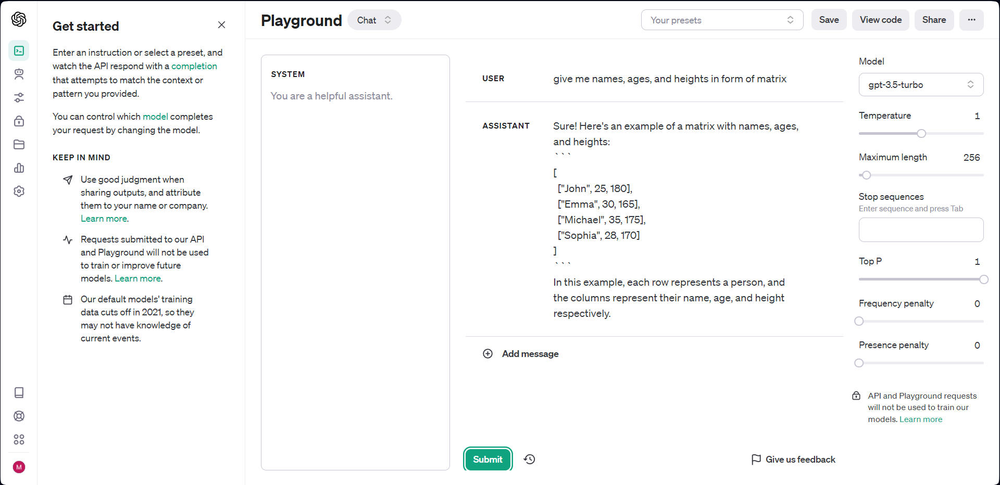 Get started
Enter an instruction or select a preset, and
watch the API respond with a completion
that attempts to match the context or
pattern you provided.
You can control which model completes
your request by changing the model.
KEEP IN MIND
Use good judgment when
sharing outputs, and attribute
them to your name or company.
Learn more.
Requests submitted to our API
and Playground will not be used
to train or improve future
models. Learn more.
Our default models' training
data cuts off in 2021, so they
may not have knowledge of
current events.
M
Playground
Chat
Your presets
Save
View code
Share
SYSTEM
You are a helpful assistant.
USER
give me names, ages, and heights in form of matrix
ASSISTANT
Sure! Here's an example of a matrix with names, ages,
and heights:
```
[
["John", 25, 180],
["Emma", 30, 165],
["Michael", 35, 175],
["Sophia", 28, 170]
]
```
In this example, each row represents a person, and
the columns represent their name, age, and height
respectively.
Add message
Submit
Give us feedback
Model
gpt-3.5-turbo
Temperature 1
Maximum length 256
Stop sequences
Enter sequence and press Tab
Top P 1
Frequency penalty 0
Presence penalty 0
API and Playground requests
will not be used to train our
models. Learn more